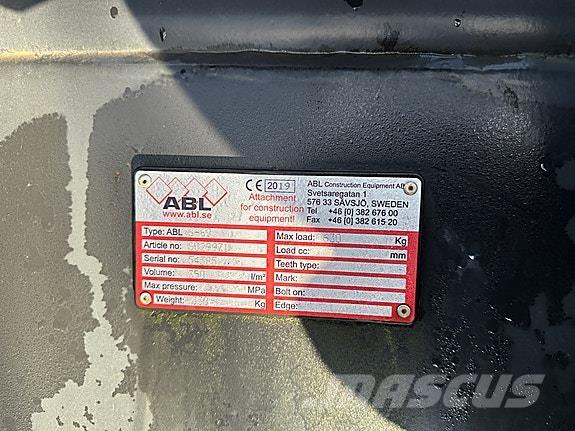 ABL
www.abl.se
CE 2019
Attachment
for construction
equipment!
ABL Construction Equipment AB
Svetsaregatan 1
576 33 SÄVSJÖ, SWEDEN
Tel +46 [0] 382 676 00
Fax +46 [0] 382 615 20
Type: ABL
Article no:
Serial no:
Volume: 350 l/m³
Max pressure: MPa
Weight: Kg
Max load: Kg
Load cc: mm
Teeth type:
Mark:
Bolt on:
Edge:
MASCUS